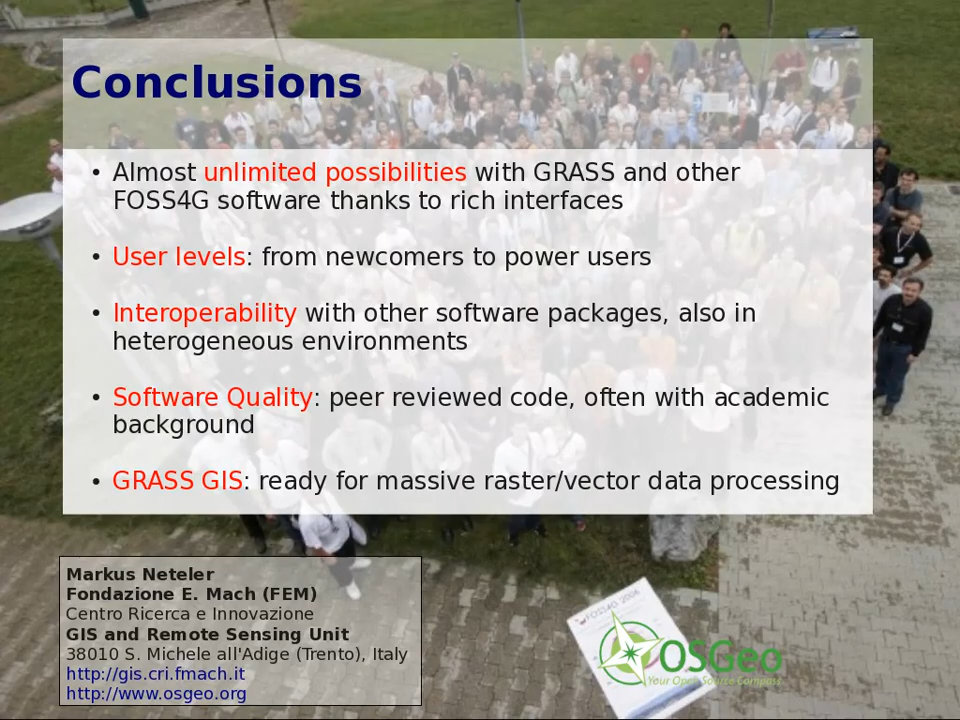 Conclusions
• Almost unlimited possibilities with GRASS and other
FOSS4G software thanks to rich interfaces
• User levels: from newcomers to power users
• Interoperability with other software packages, also in
heterogeneous environments
• Software Quality: peer reviewed code, often with academic
background
• GRASS GIS: ready for massive raster/vector data processing
Markus Neteler
Fondazione E. Mach (FEM)
Centro Ricerca e Innovazione
GIS and Remote Sensing Unit
38010 S. Michele all'Adige (Trento), Italy
http://gis.cri.fmach.it
http://www.osgeo.org
FOSS4G 2006
OSGeo
Your Open Source Compass